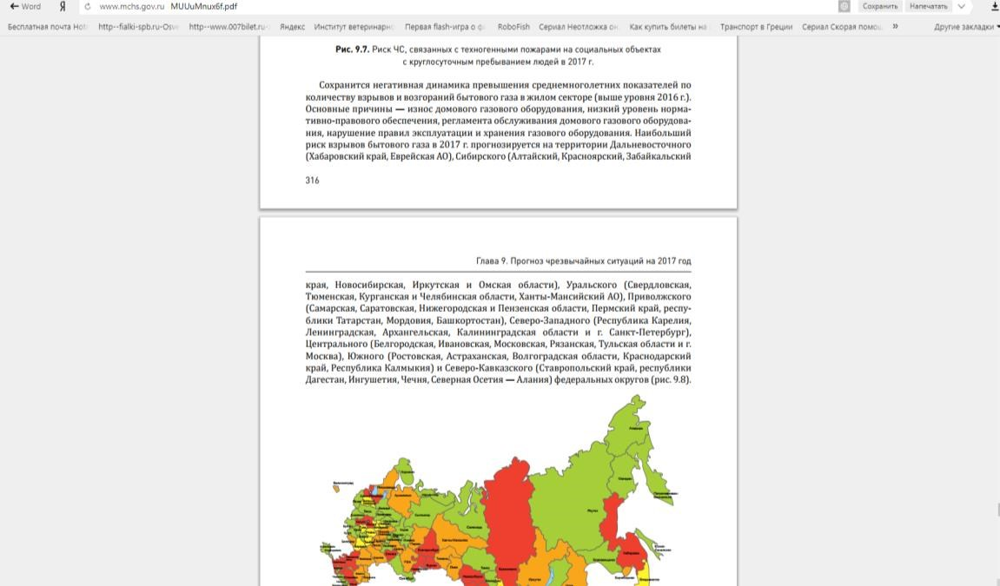 Word
Я
www.mchs.gov.ru MUUuMnux6f.pdf
Сохранить
Напечатать
Бесплатная почта Hot
http--fialki-spb.ru-Osve
http--www.007bilet.ru-
Яндекс
Институт ветеринарн
Первая flash-игра о ф
RoboFish
Сериал Неотложка он
Как купить билеты на
Транспорт в Греции
Сериал Скорая помощ
»
Другие закладки
Рис. 9.7. Риск ЧС, связанных с техногенными пожарами на социальных объектах
с круглосуточным пребыванием людей в 2017 г.
Сохранится негативная динамика превышения среднемноголетних показателей по
количеству взрывов и возгораний бытового газа в жилом секторе (выше уровня 2016 г.).
Основные причины — износ домового газового оборудования, низкий уровень норма-
тивно-правового обеспечения, регламента обслуживания домового газового оборудова-
ния, нарушение правил эксплуатации и хранения газового оборудования. Наибольший
риск взрывов бытового газа в 2017 г. прогнозируется на территории Дальневосточного
(Хабаровский край, Еврейская АО), Сибирского (Алтайский, Красноярский, Забайкальский
316
Глава 9. Прогноз чрезвычайных ситуаций на 2017 год
края, Новосибирская, Иркутская и Омская области), Уральского (Свердловская,
Тюменская, Курганская и Челябинская области, Ханты-Мансийский АО), Приволжского
(Самарская, Саратовская, Нижегородская и Пензенская области, Пермский край, респу-
блики Татарстан, Мордовия, Башкортостан), Северо-Западного (Республика Карелия,
Ленинградская, Архангельская, Калининградская области и г. Санкт-Петербург),
Центрального (Белгородская, Ивановская, Московская, Рязанская, Тульская области и г.
Москва), Южного (Ростовская, Астраханская, Волгоградская области, Краснодарский
край, Республика Калмыкия) и Северо-Кавказского (Ставропольский край, республики
Дагестан, Ингушетия, Чечня, Северная Осетия — Алания) федеральных округов (рис. 9.8).